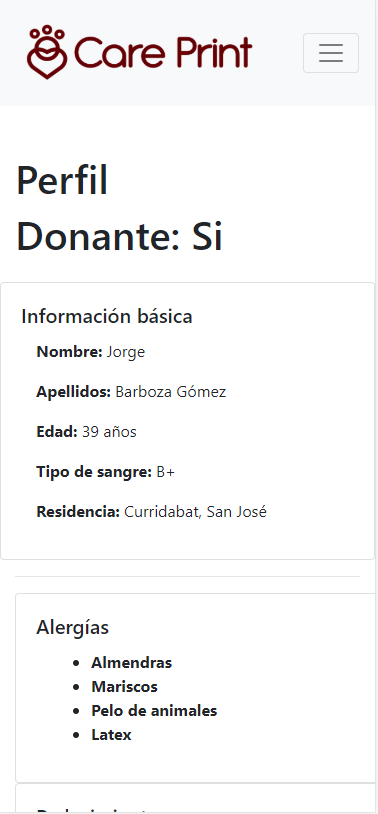 Care Print
Perfil
Donante: Si
Información básica
Nombre: Jorge
Apellidos: Barboza Gómez
Edad: 39 años
Tipo de sangre: B+
Residencia: Curridabat, San José
Alergías
Almendras
Mariscos
Pelo de animales
Latex